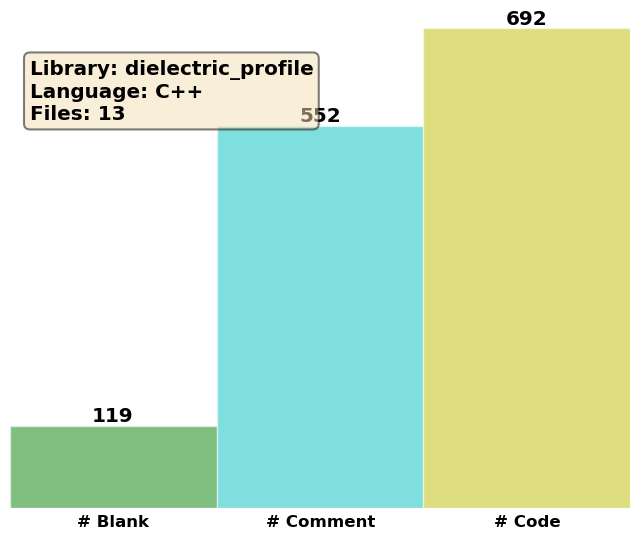 692
Library: dielectric_profile
Language: C++
Files: 13
552
119
# Blank
# Comment
# Code